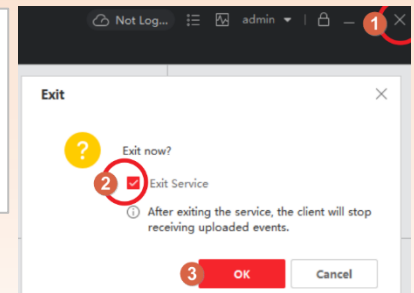 Not Log... admin 1
Exit
? Exit now?
2 Exit Service
After exiting the service, the client will stop
receiving uploaded events.
3 OK Cancel